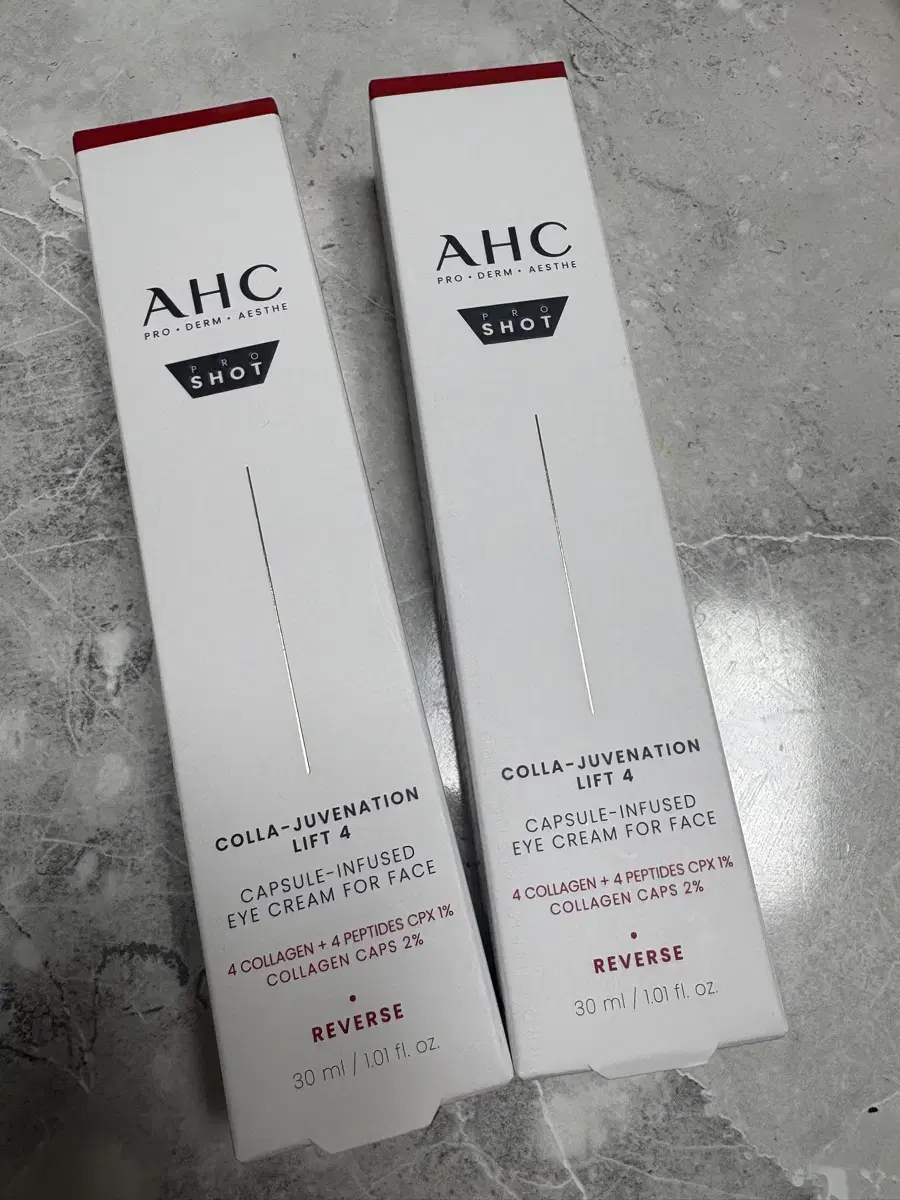 AHC
PRO • DERM • AESTHE
PRO
SHOT
COLLA-JUVENATION
LIFT 4
CAPSULE-INFUSED
EYE CREAM FOR FACE
4 COLLAGEN + 4 PEPTIDES CPX 1%
COLLAGEN CAPS 2%
•
REVERSE
30 ml / 1.01 fl. oz.
AHC
PRO • DERM • AESTHE
PRO
SHOT
COLLA-JUVENATION
LIFT 4
CAPSULE-INFUSED
EYE CREAM FOR FACE
4 COLLAGEN + 4 PEPTIDES CPX 1%
COLLAGEN CAPS 2%
•
REVERSE
30 ml / 1.01 fl. oz.